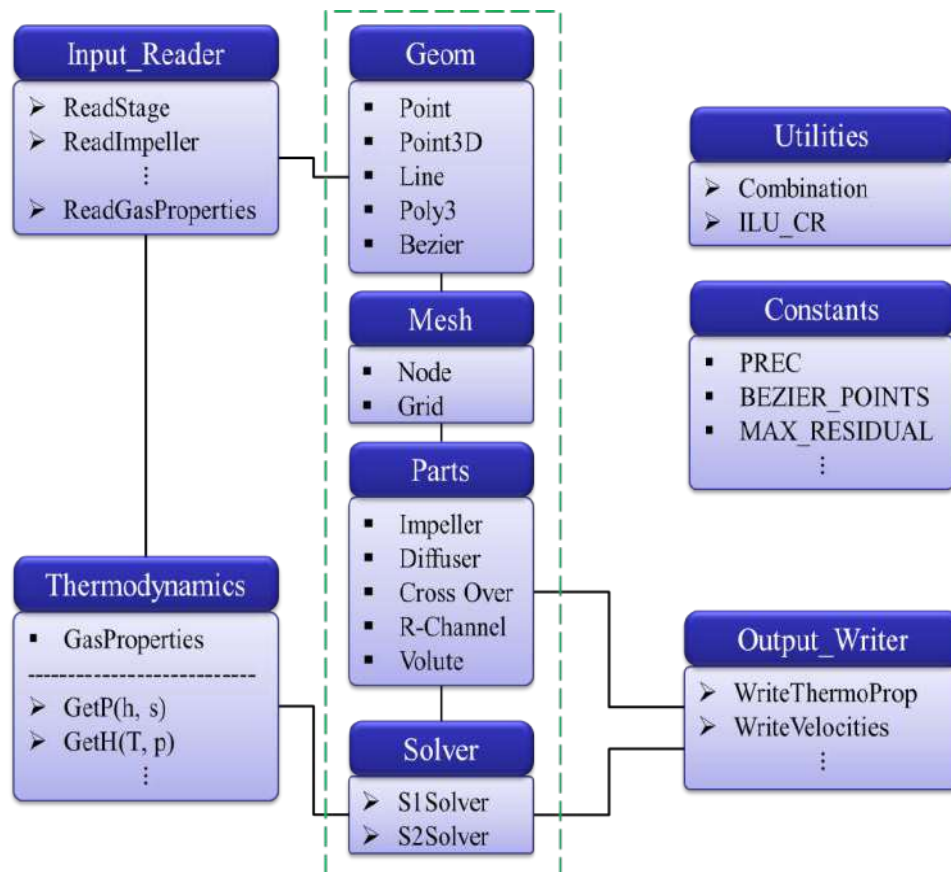 Input_Reader
ReadStage
ReadImpeller
⋮
ReadGasProperties
Geom
Point
Point3D
Line
Poly3
Bezier
Mesh
Node
Grid
Parts
Impeller
Diffuser
Cross Over
R-Channel
Volute
Solver
S1Solver
S2Solver
Thermodynamics
GasProperties
---------------------------
GetP(h, s)
GetH(T, p)
⋮
Utilities
Combination
ILU_CR
Constants
PREC
BEZIER_POINTS
MAX_RESIDUAL
⋮
Output_Writer
WriteThermoProp
WriteVelocities
⋮